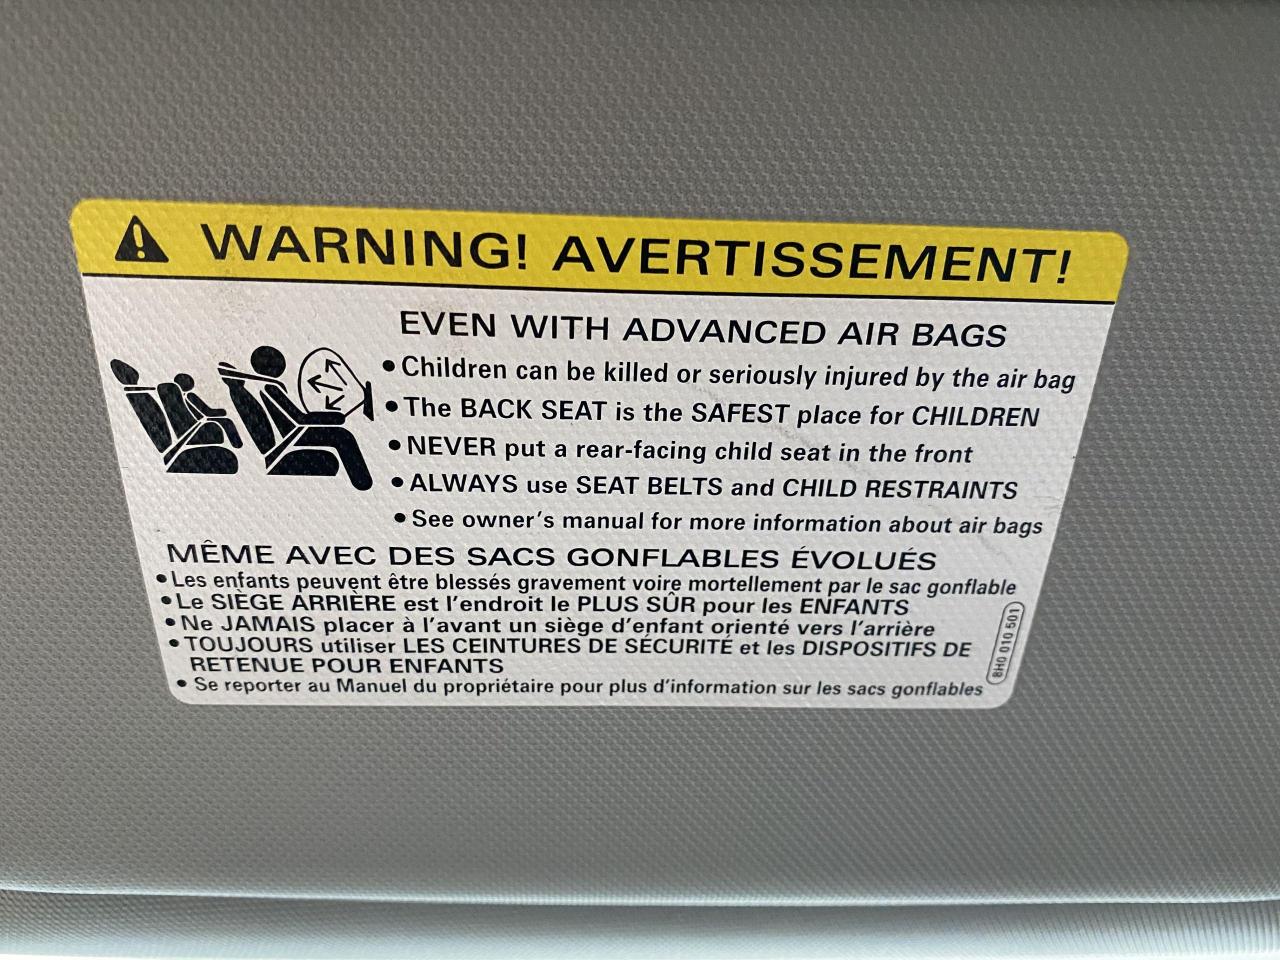 WARNING! AVERTISSEMENT!
EVEN WITH ADVANCED AIR BAGS
• Children can be killed or seriously injured by the air bag
• The BACK SEAT is the SAFEST place for CHILDREN
• NEVER put a rear-facing child seat in the front
• ALWAYS use SEAT BELTS and CHILD RESTRAINTS
• See owner's manual for more information about air bags
MÊME AVEC DES SACS GONFLABLES ÉVOLUÉS
• Les enfants peuvent être blessés gravement voire mortellement par le sac gonflable
• Le SIÈGE ARRIÈRE est l'endroit le PLUS SÛR pour les ENFANTS
• Ne JAMAIS placer à l'avant un siège d'enfant orienté vers l'arrière
• TOUJOURS utiliser LES CEINTURES DE SÉCURITÉ et les DISPOSITIFS DE
RETENUE POUR ENFANTS
• Se reporter au Manuel du propriétaire pour plus d'information sur les sacs gonflables
8H0 010 501